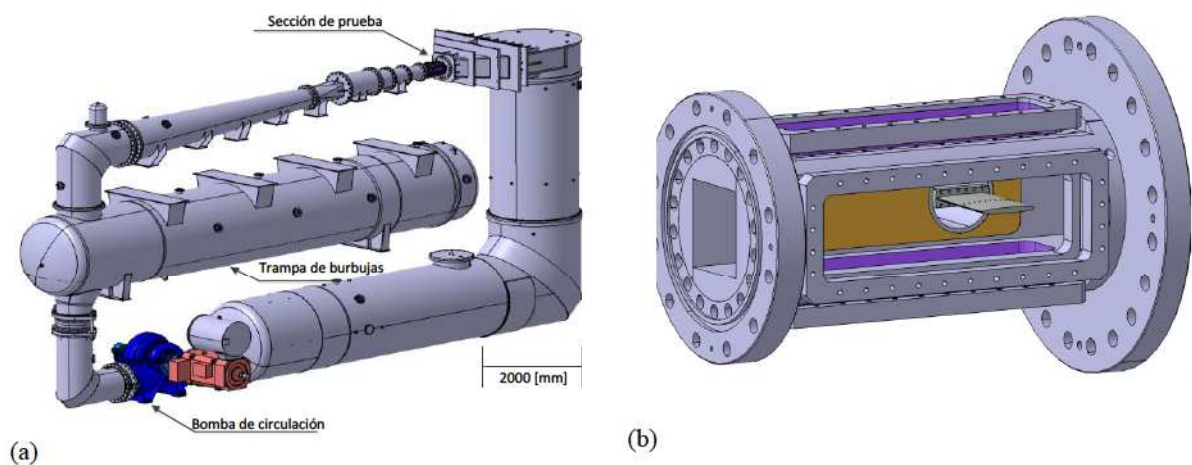 Sección de prueba
Trampa de burbujas
2000 [mm]
Bomba de circulación
(a)
(b)